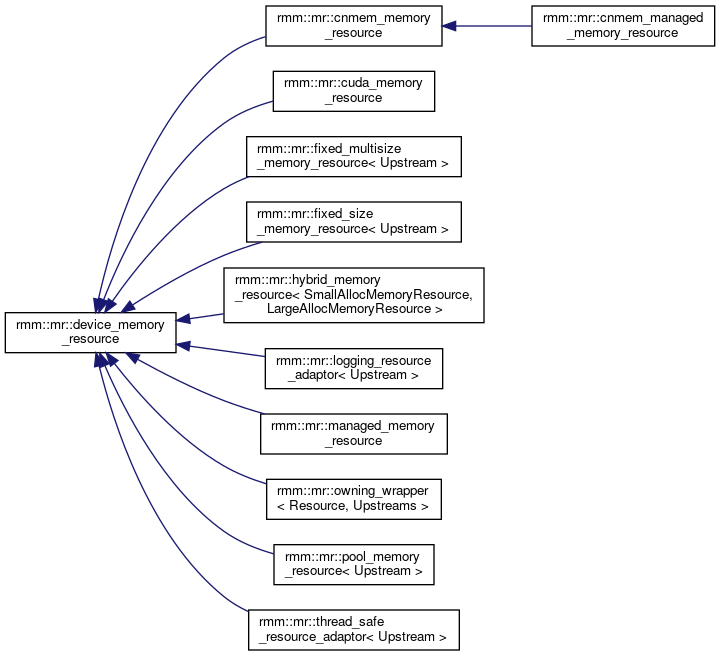 rmm::mr::cnmem_memory
_resource
rmm::mr::cnmem_managed
_memory_resource
rmm::mr::cuda_memory
_resource
rmm::mr::fixed_multisize
_memory_resource< Upstream >
rmm::mr::fixed_size
_memory_resource< Upstream >
rmm::mr::hybrid_memory
_resource< SmallAllocMemoryResource,
LargeAllocMemoryResource >
rmm::mr::device_memory
_resource
rmm::mr::logging_resource
_adaptor< Upstream >
rmm::mr::managed_memory
_resource
rmm::mr::owning_wrapper
< Resource, Upstreams >
rmm::mr::pool_memory
_resource< Upstream >
rmm::mr::thread_safe
_resource_adaptor< Upstream >